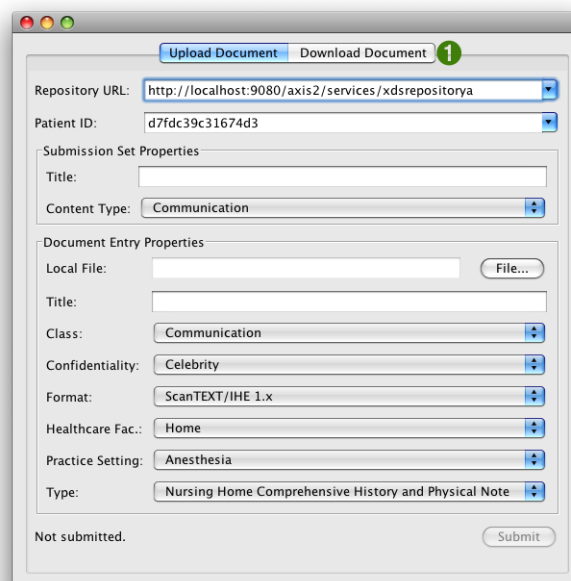 Upload Document Download Document 1
Repository URL: http://localhost:9080/axis2/services/xdsrepositorya
Patient ID: d7fdc39c31674d3
Submission Set Properties
Title:
Content Type: Communication
Document Entry Properties
Local File: File...
Title:
Class: Communication
Confidentiality: Celebrity
Format: ScanTEXT/IHE 1.x
Healthcare Fac.: Home
Practice Setting: Anesthesia
Type: Nursing Home Comprehensive History and Physical Note
Not submitted. Submit